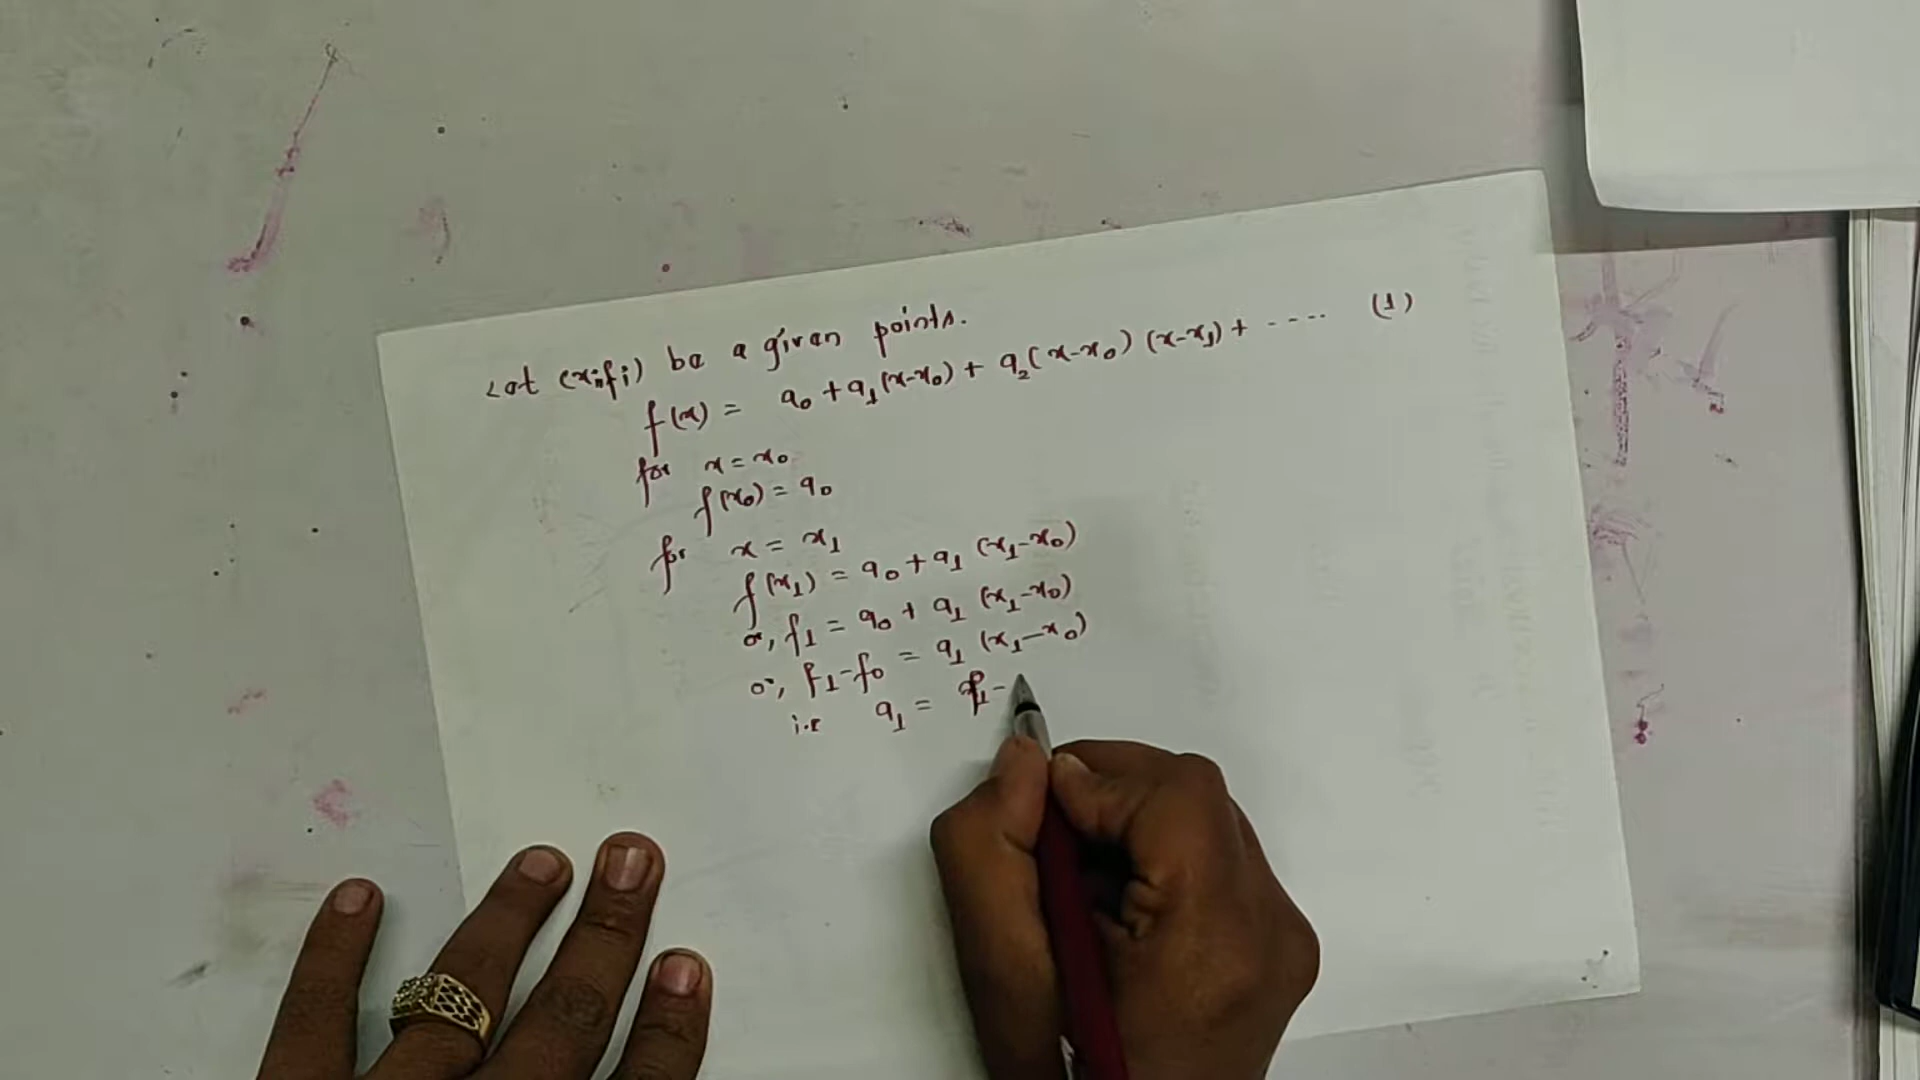 Let (xi, fi) be a given points.
f(x) = a₀ + a₁(x-x₀) + a₂(x-x₀) (x-x₁) + ---- (1)
for x = x₀
f(x₀) = a₀
for x = x₁
f(x₁) = a₀ + a₁ (x₁-x₀)
or, f₁ = a₀ + a₁ (x₁-x₀)
or, f₁-f₀ = a₁ (x₁-x₀)
i.e a₁ = f₁-